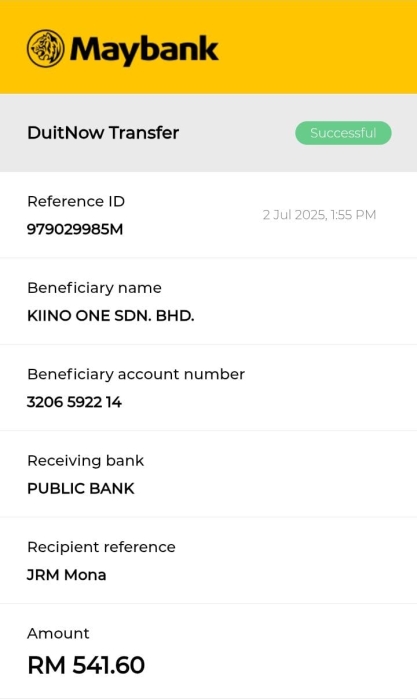 Maybank
DuitNow Transfer
Successful
Reference ID
979029985M
2 Jul 2025, 1:55 PM
Beneficiary name
KIINO ONE SDN. BHD.
Beneficiary account number
3206 5922 14
Receiving bank
PUBLIC BANK
Recipient reference
JRM Mona
Amount
RM 541.60